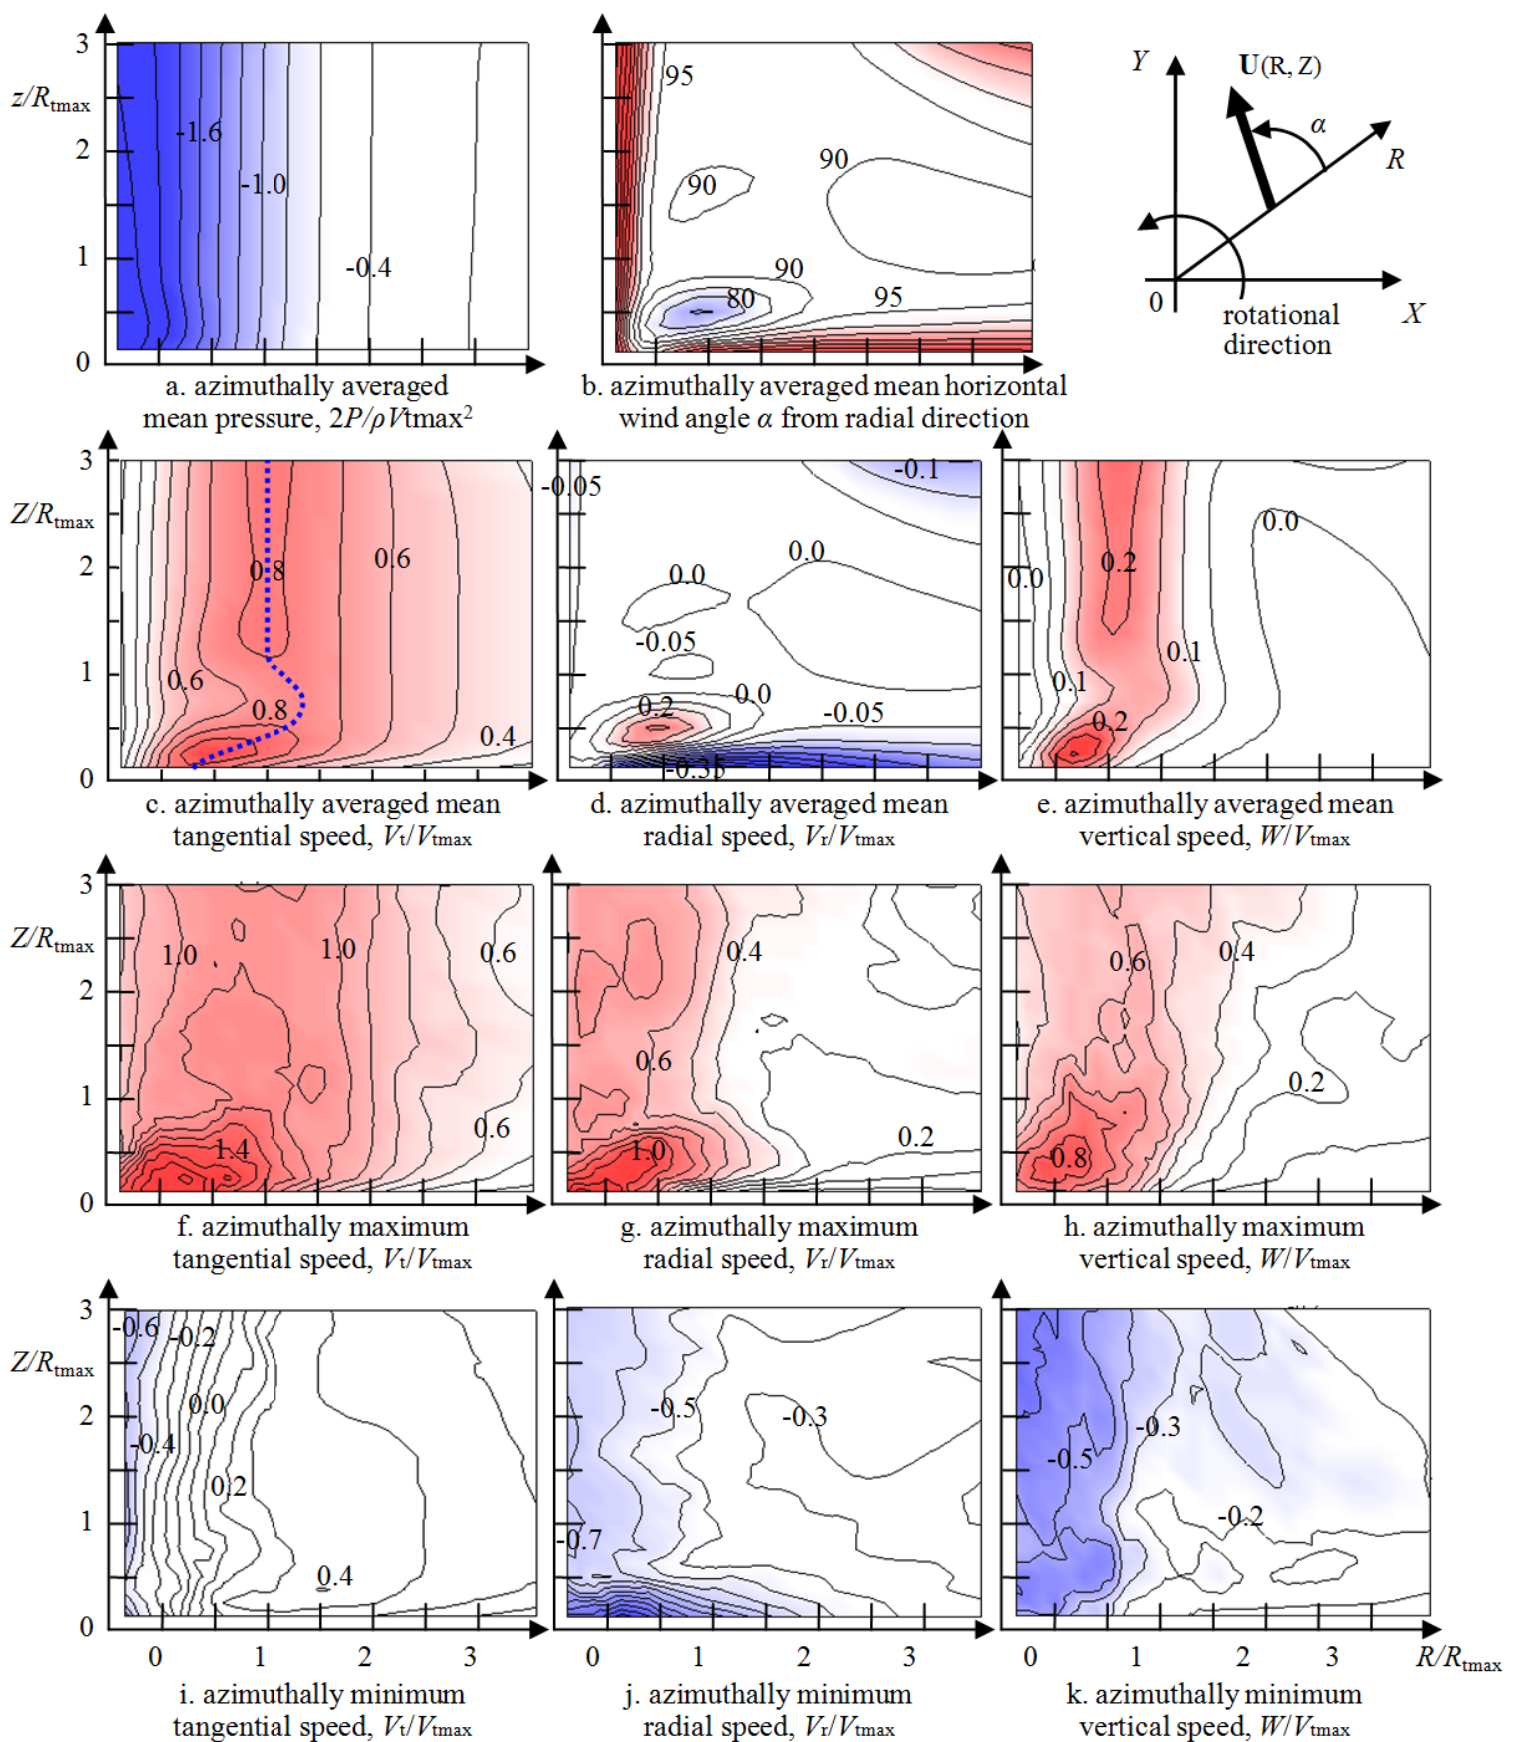 3
z/Rtmax
2
1
0
-1.6
-1.0
-0.4
95
90
90
90
80
95
Y
U(R, Z)
α
R
0
X
rotational
direction
a. azimuthally averaged
mean pressure, 2P/ρVtmax²
b. azimuthally averaged mean horizontal
wind angle α from radial direction
3
Z/Rtmax
2
1
0
0.8
0.6
0.6
0.8
0.4
-0.05
-0.1
0.0
0.0
-0.05
0.0
0.2
-0.05
-0.35
0.0
0.0
0.2
0.1
0.1
0.2
c. azimuthally averaged mean
tangential speed, Vt/Vtmax
d. azimuthally averaged mean
radial speed, Vr/Vtmax
e. azimuthally averaged mean
vertical speed, W/Vtmax
3
Z/Rtmax
2
1
0
1.0
1.0
0.6
0.6
1.4
0.4
0.6
0.2
1.0
0.6
0.4
0.2
0.8
f. azimuthally maximum
tangential speed, Vt/Vtmax
g. azimuthally maximum
radial speed, Vr/Vtmax
h. azimuthally maximum
vertical speed, W/Vtmax
3
Z/Rtmax
2
1
0
-0.6
-0.2
0.0
-0.4
0.2
0.4
-0.5
-0.3
-0.7
-0.3
-0.5
-0.2
0 1 2 3
0 1 2 3
0 1 2 3 R/Rtmax
i. azimuthally minimum
tangential speed, Vt/Vtmax
j. azimuthally minimum
radial speed, Vr/Vtmax
k. azimuthally minimum
vertical speed, W/Vtmax